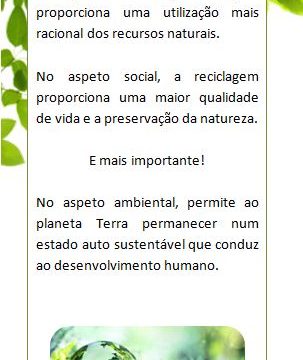 proporciona uma utilização mais
racional dos recursos naturais.
No aspeto social, a reciclagem
proporciona uma maior qualidade
de vida e a preservação da natureza.
E mais importante!
No aspeto ambiental, permite ao
planeta Terra permanecer num
estado auto sustentável que conduz
ao desenvolvimento humano.